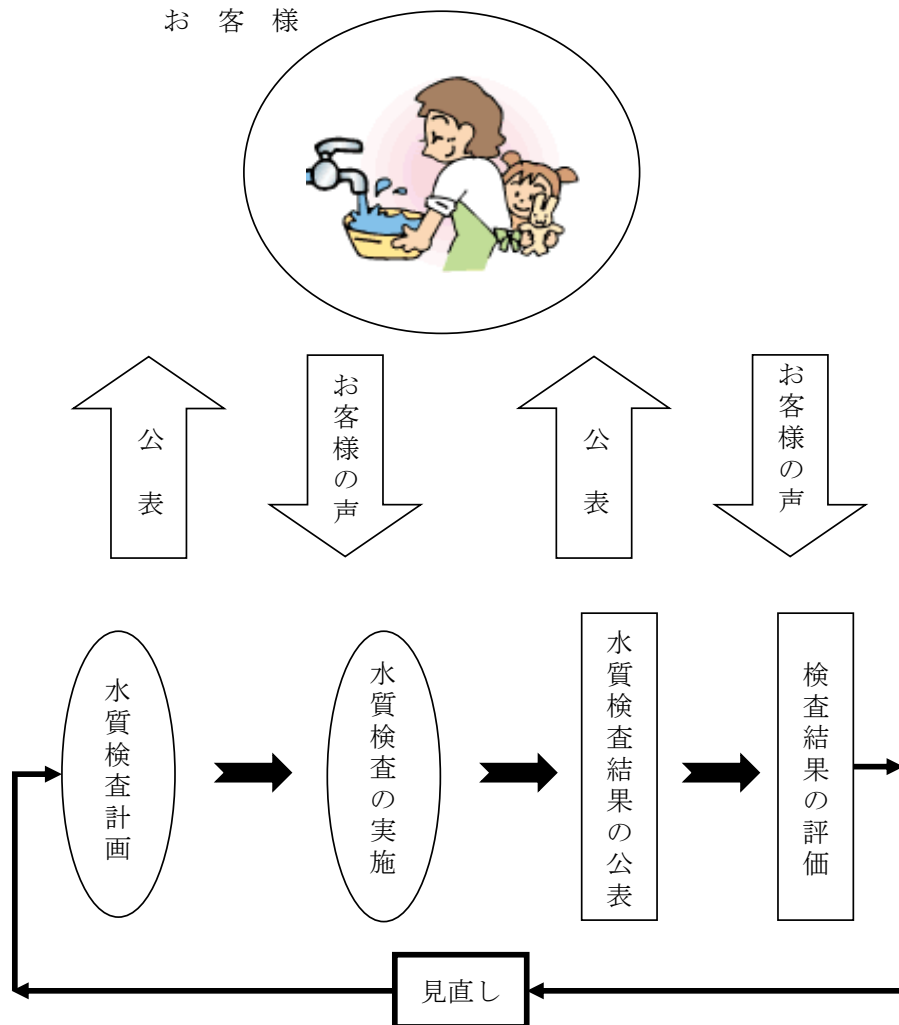 お客様
公表
お客様の声
公表
お客様の声
水質検査計画
水質検査の実施
水質検査結果の公表
検査結果の評価
見直し